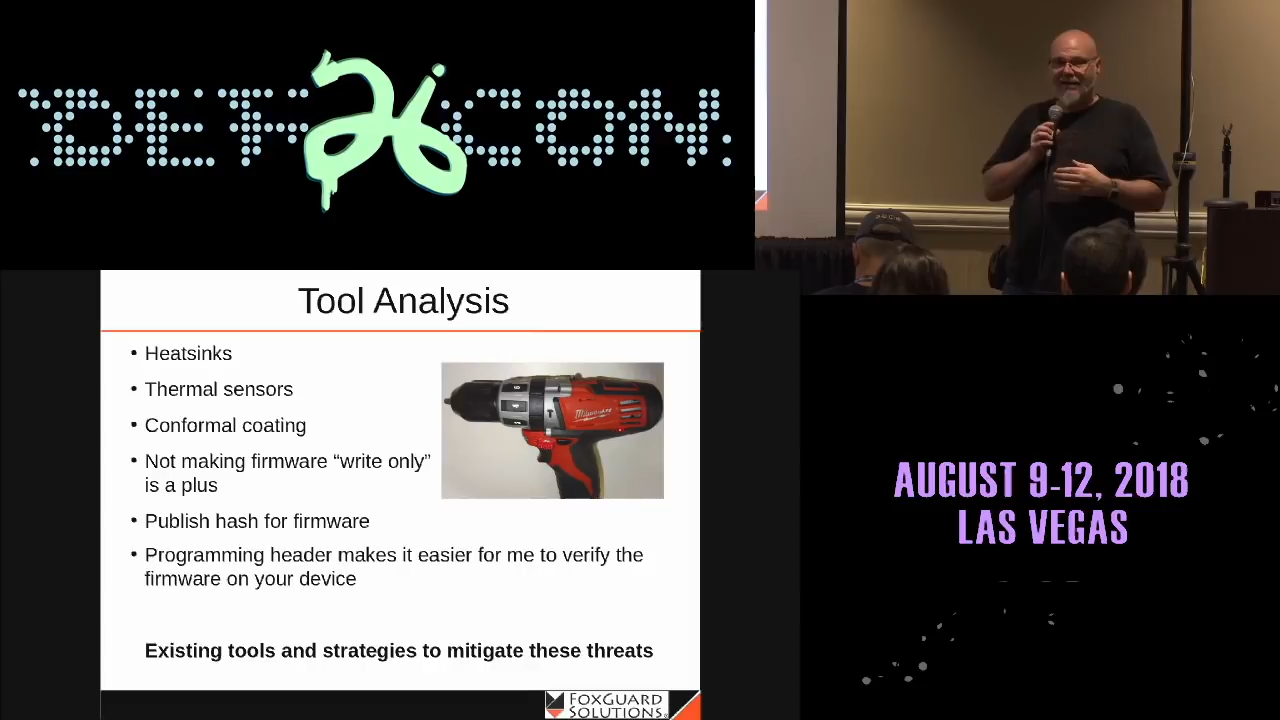 DEF 26 CON
Tool Analysis
• Heatsinks
• Thermal sensors
• Conformal coating
• Not making firmware “write only”
is a plus
• Publish hash for firmware
• Programming header makes it easier for me to verify the
firmware on your device
Existing tools and strategies to mitigate these threats
Milwaukee
FOXGUARD
SOLUTIONS®
AUGUST 9-12, 2018
LAS VEGAS